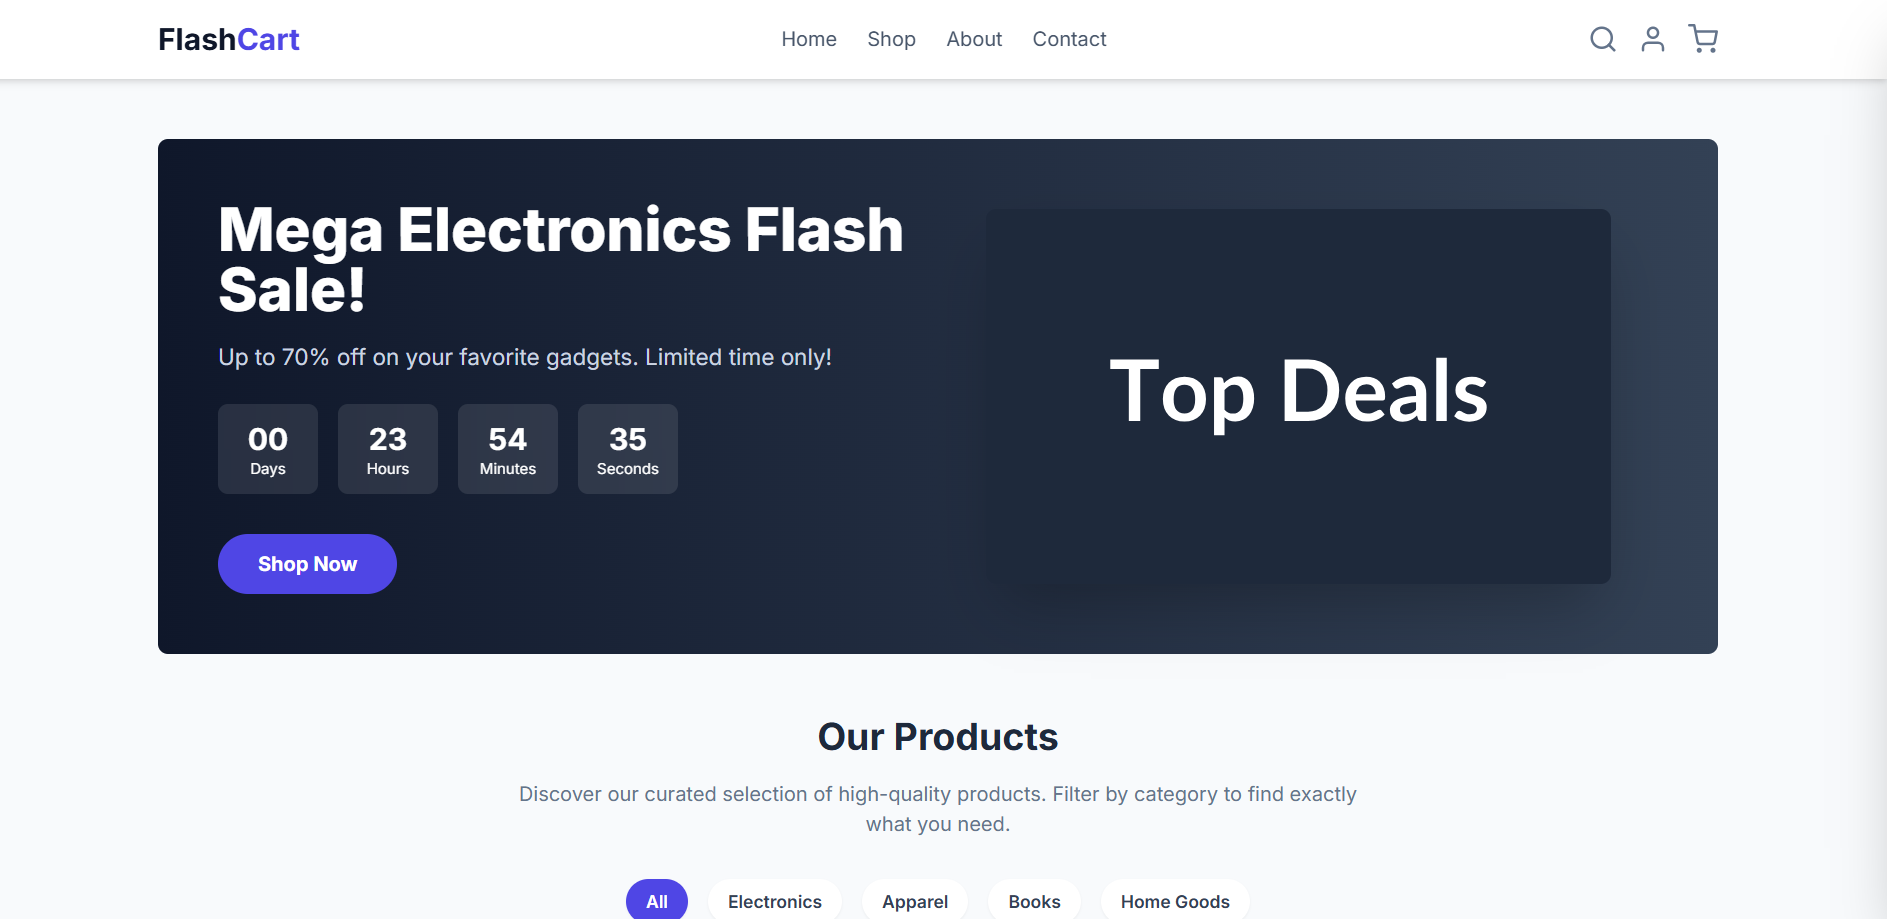 FlashCart
Home Shop About Contact
Mega Electronics Flash
Sale!
Up to 70% off on your favorite gadgets. Limited time only!
00 23 54 35
Days Hours Minutes Seconds
Shop Now
Top Deals
Our Products
Discover our curated selection of high-quality products. Filter by category to find exactly
what you need.
All Electronics Apparel Books Home Goods